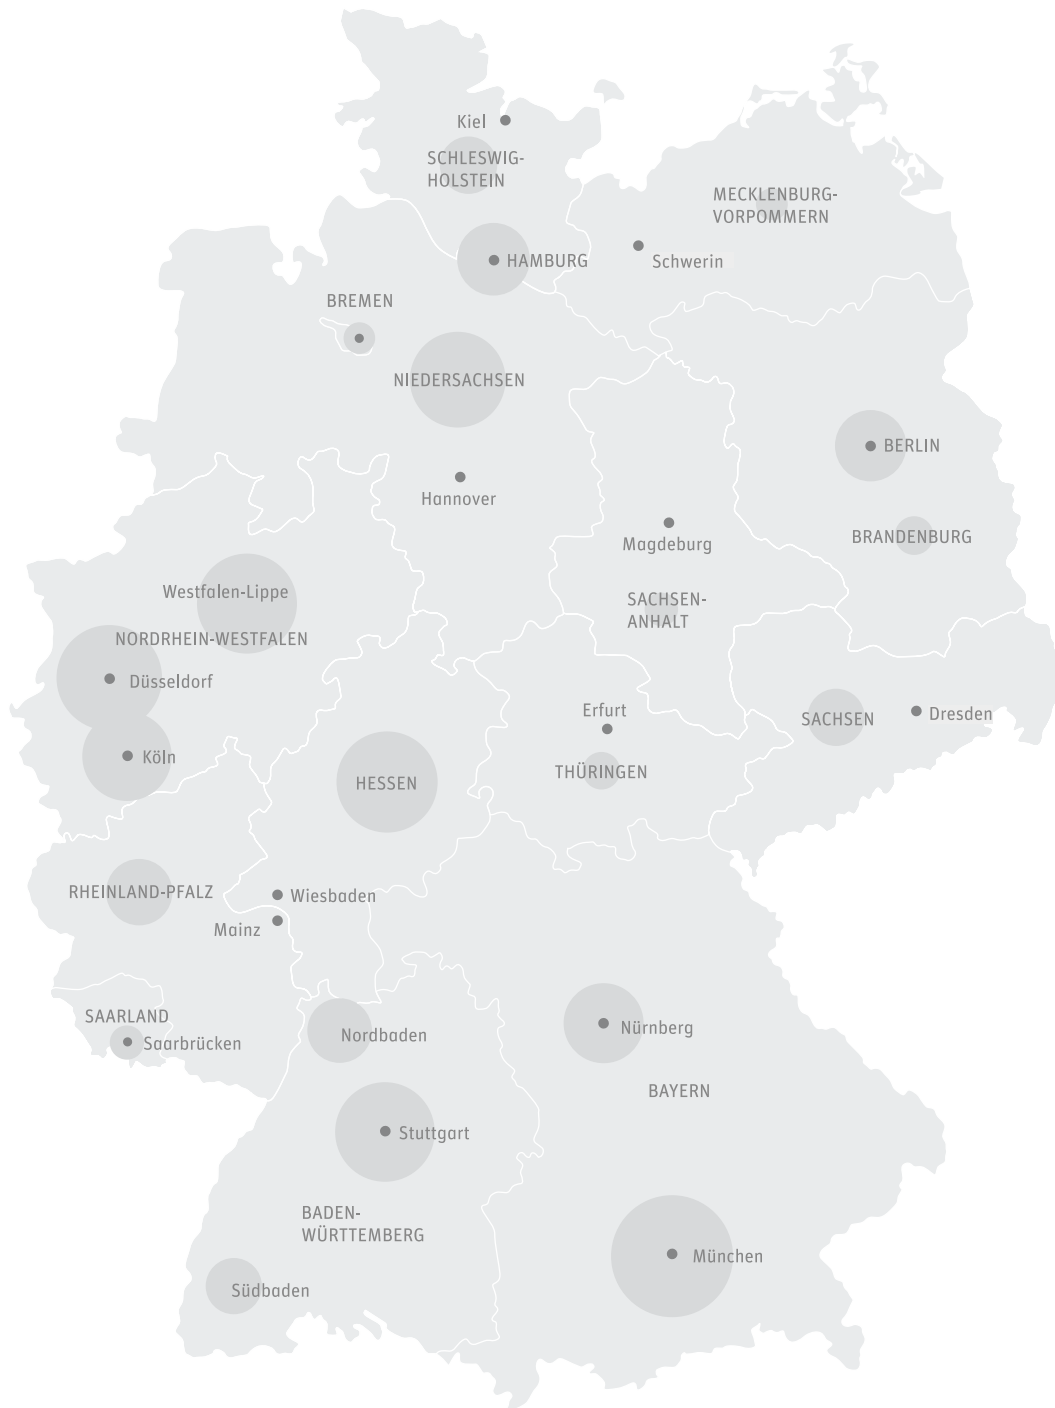 Kiel
SCHLESWIG-
HOLSTEIN
MECKLENBURG-
VORPOMMERN
HAMBURG
Schwerin
BREMEN
NIEDERSACHSEN
BERLIN
Hannover
BRANDENBURG
Magdeburg
Westfalen-Lippe
SACHSEN-
ANHALT
NORDRHEIN-WESTFALEN
Düsseldorf
Erfurt
SACHSEN
Dresden
Köln
THÜRINGEN
HESSEN
RHEINLAND-PFALZ
Wiesbaden
Mainz
SAARLAND
Saarbrücken
Nordbaden
Nürnberg
BAYERN
Stuttgart
BADEN-
WÜRTTEMBERG
München
Südbaden